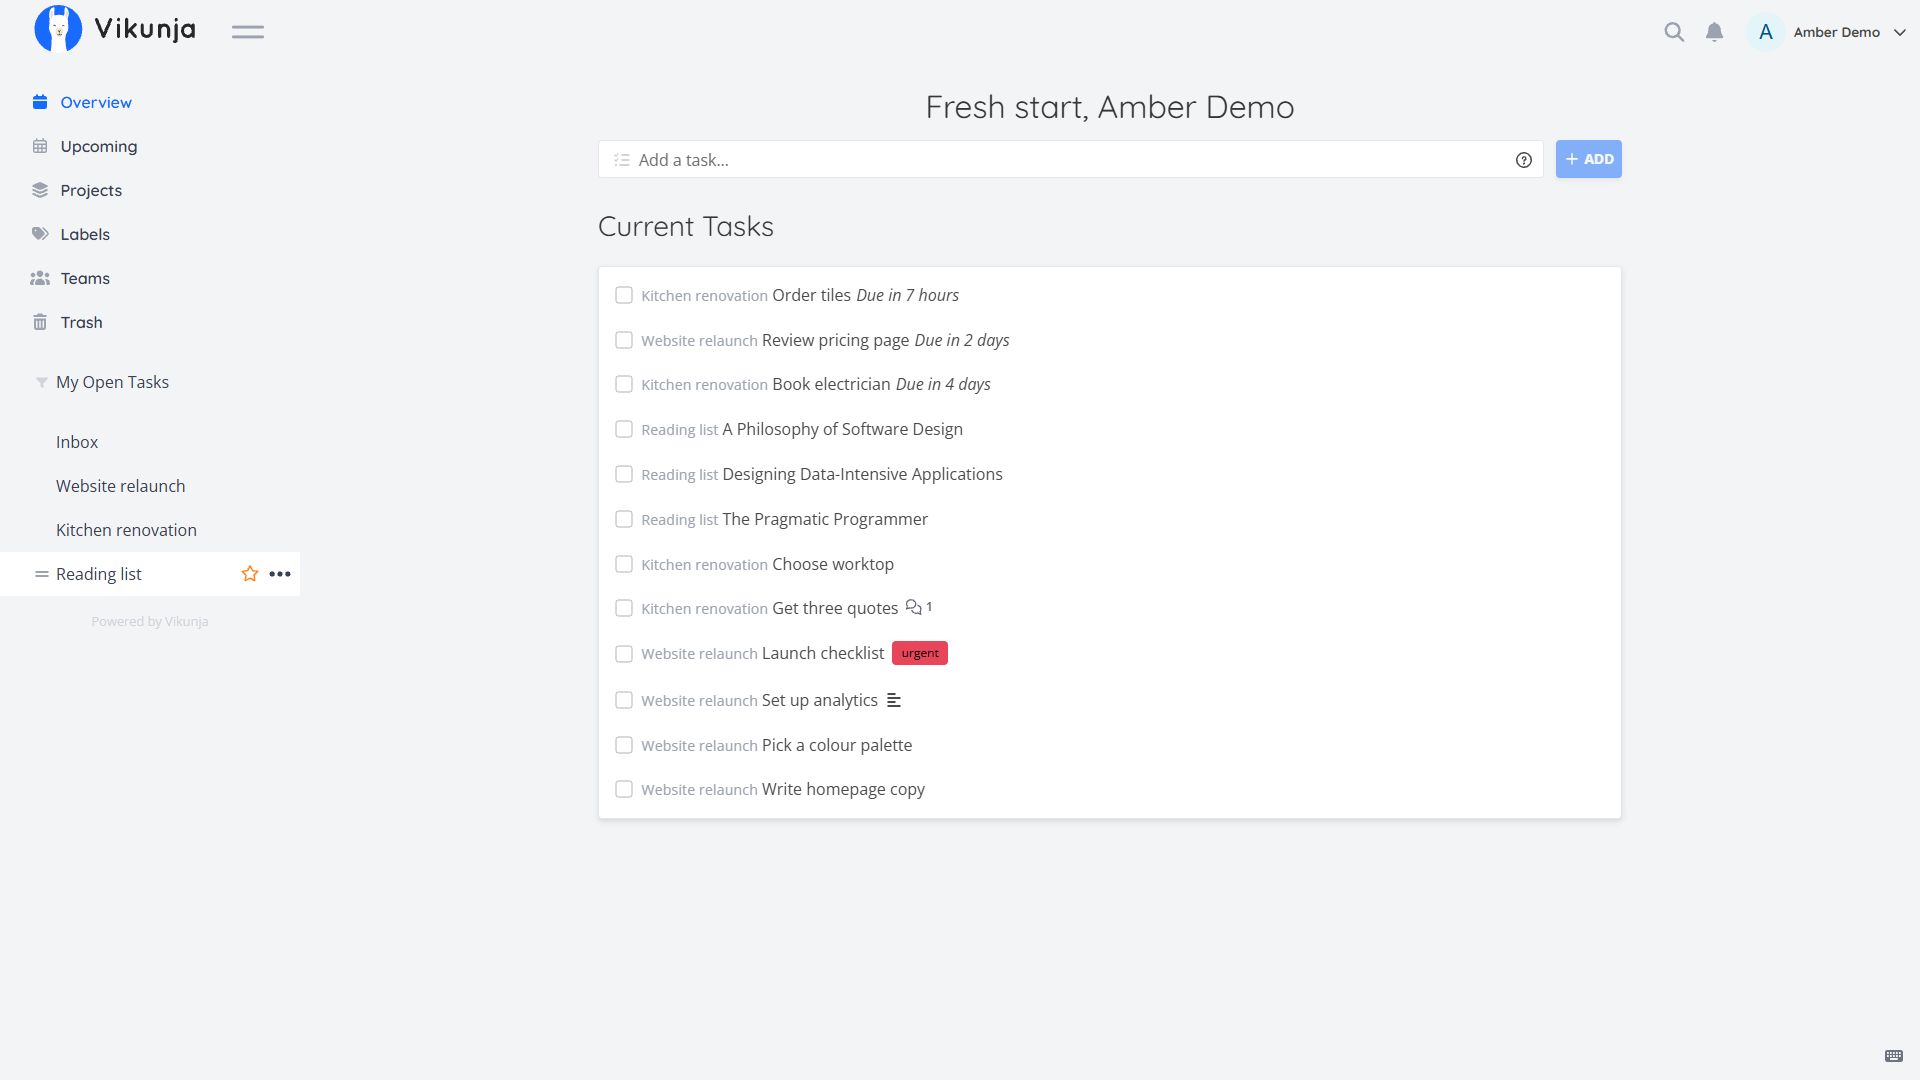 Vikunja
A Amber Demo
Overview
Upcoming
Projects
Labels
Teams
Trash
My Open Tasks
Inbox
Website relaunch
Kitchen renovation
Reading list
Powered by Vikunja
Fresh start, Amber Demo
Add a task...
+ ADD
Current Tasks
Kitchen renovation Order tiles Due in 7 hours
Website relaunch Review pricing page Due in 2 days
Kitchen renovation Book electrician Due in 4 days
Reading list A Philosophy of Software Design
Reading list Designing Data-Intensive Applications
Reading list The Pragmatic Programmer
Kitchen renovation Choose worktop
Kitchen renovation Get three quotes 1
Website relaunch Launch checklist urgent
Website relaunch Set up analytics
Website relaunch Pick a colour palette
Website relaunch Write homepage copy